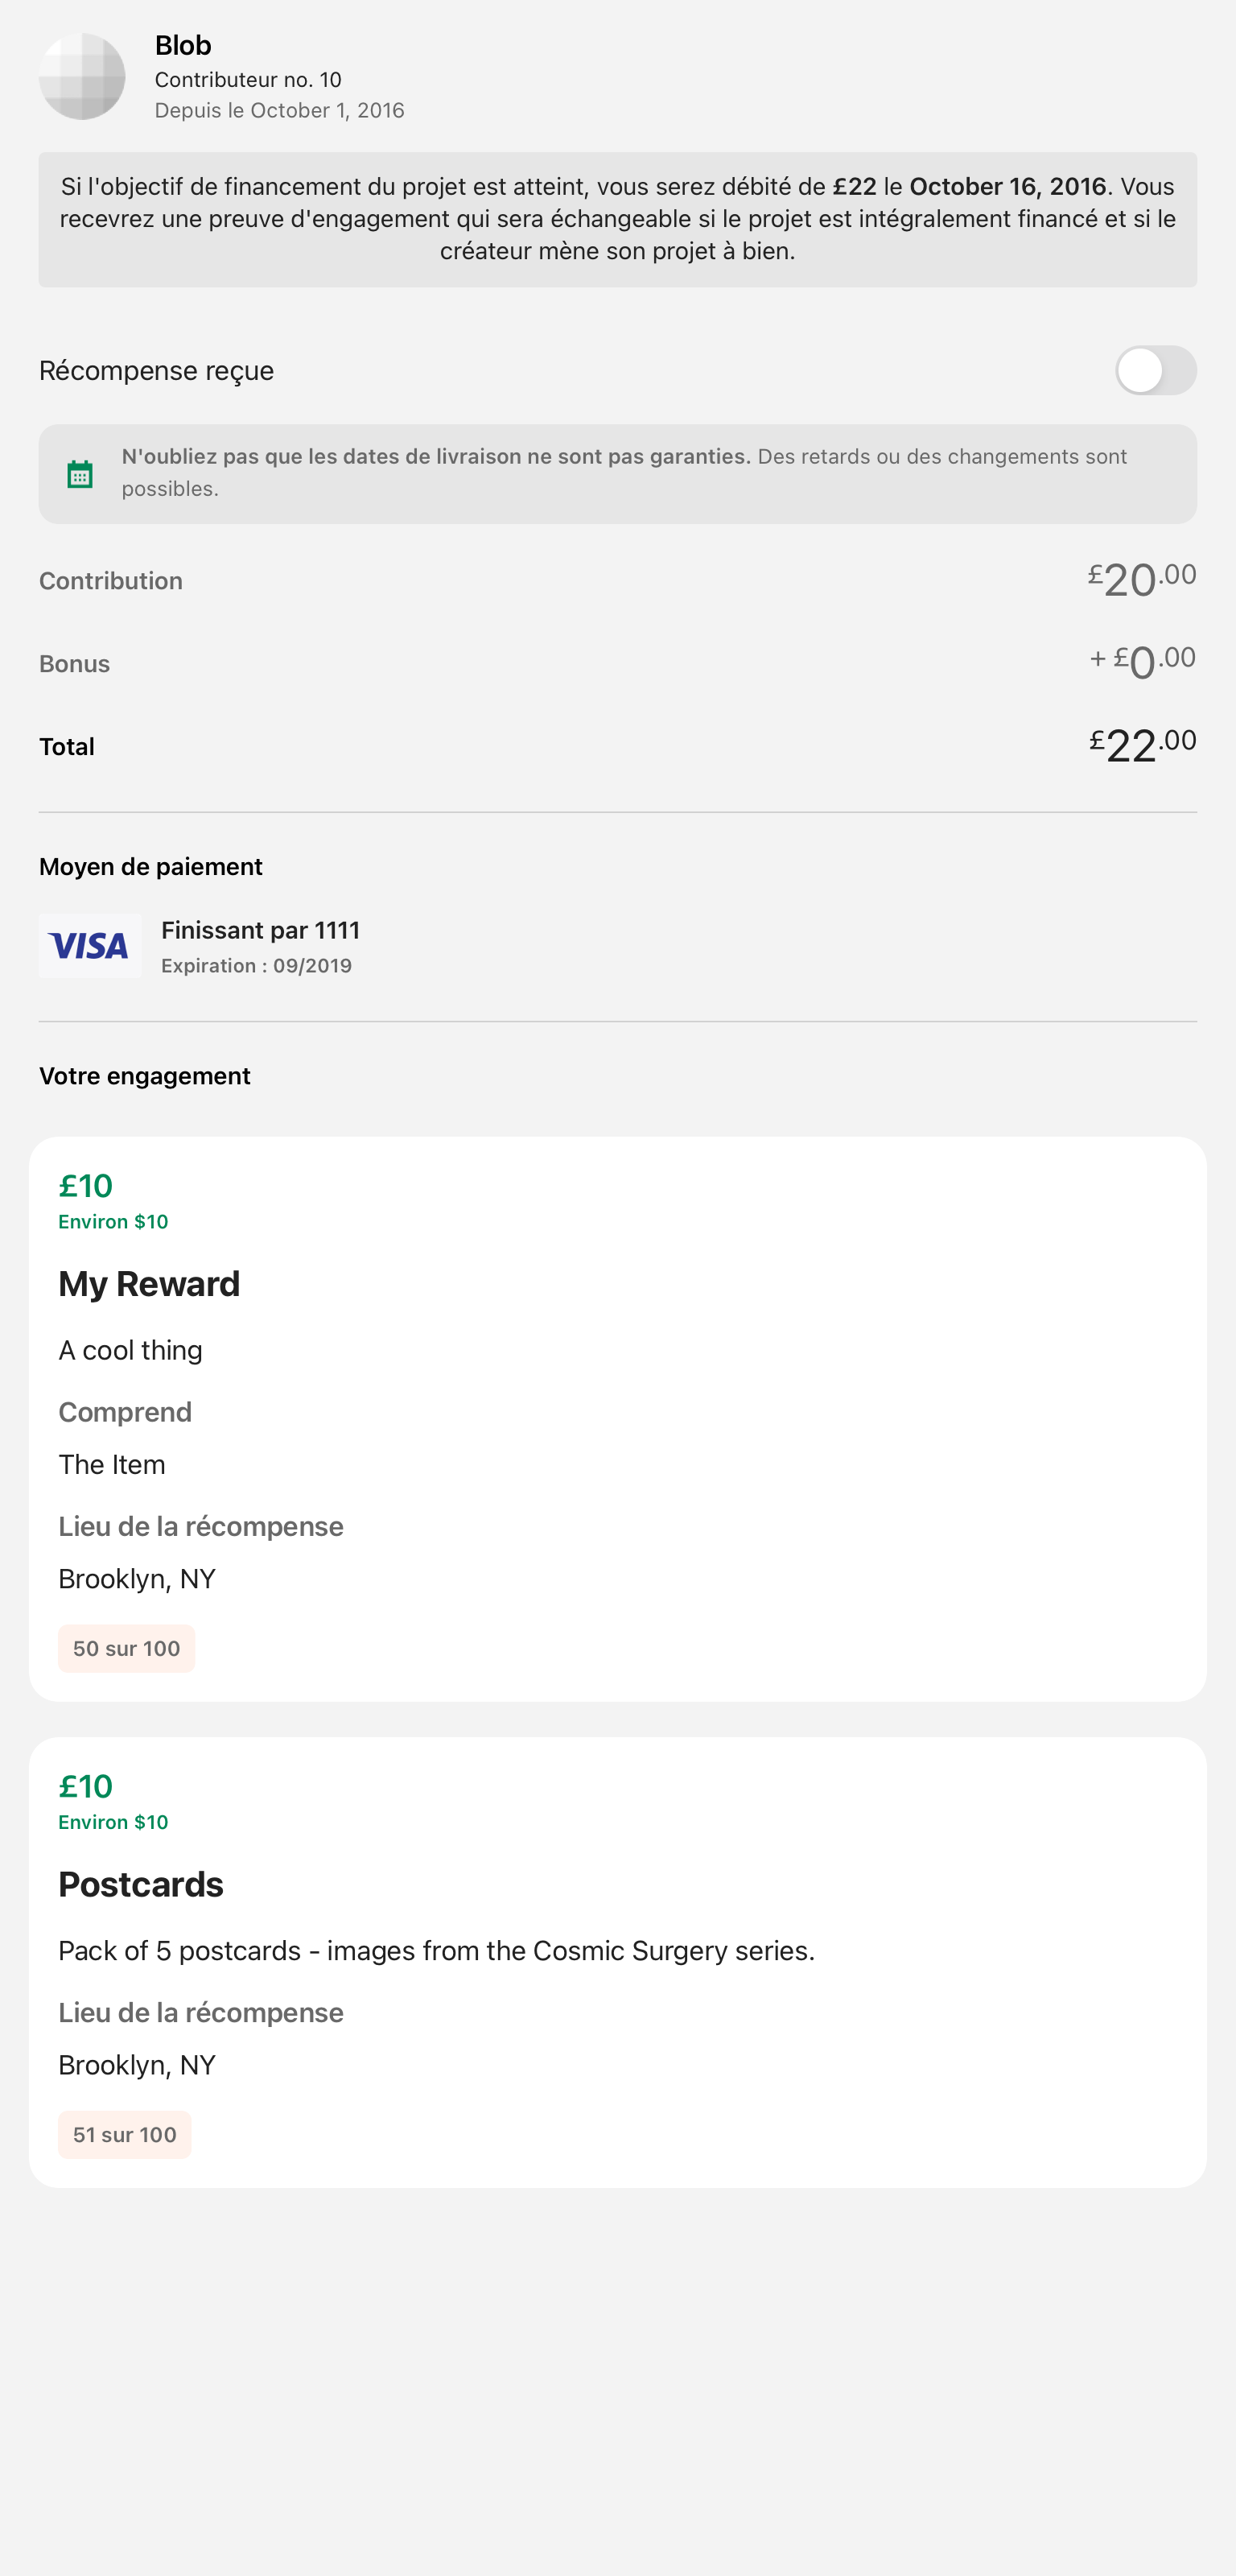 Blob
Contributeur no. 10
Depuis le October 1, 2016
Si l'objectif de financement du projet est atteint, vous serez débité de £22 le October 16, 2016. Vous
recevrez une preuve d'engagement qui sera échangeable si le projet est intégralement financé et si le
créateur mène son projet à bien.
Récompense reçue
N'oubliez pas que les dates de livraison ne sont pas garanties. Des retards ou des changements sont
possibles.
Contribution £20.00
Bonus + £0.00
Total £22.00
Moyen de paiement
VISA
Finissant par 1111
Expiration : 09/2019
Votre engagement
£10
Environ $10
My Reward
A cool thing
Comprend
The Item
Lieu de la récompense
Brooklyn, NY
50 sur 100
£10
Environ $10
Postcards
Pack of 5 postcards - images from the Cosmic Surgery series.
Lieu de la récompense
Brooklyn, NY
51 sur 100